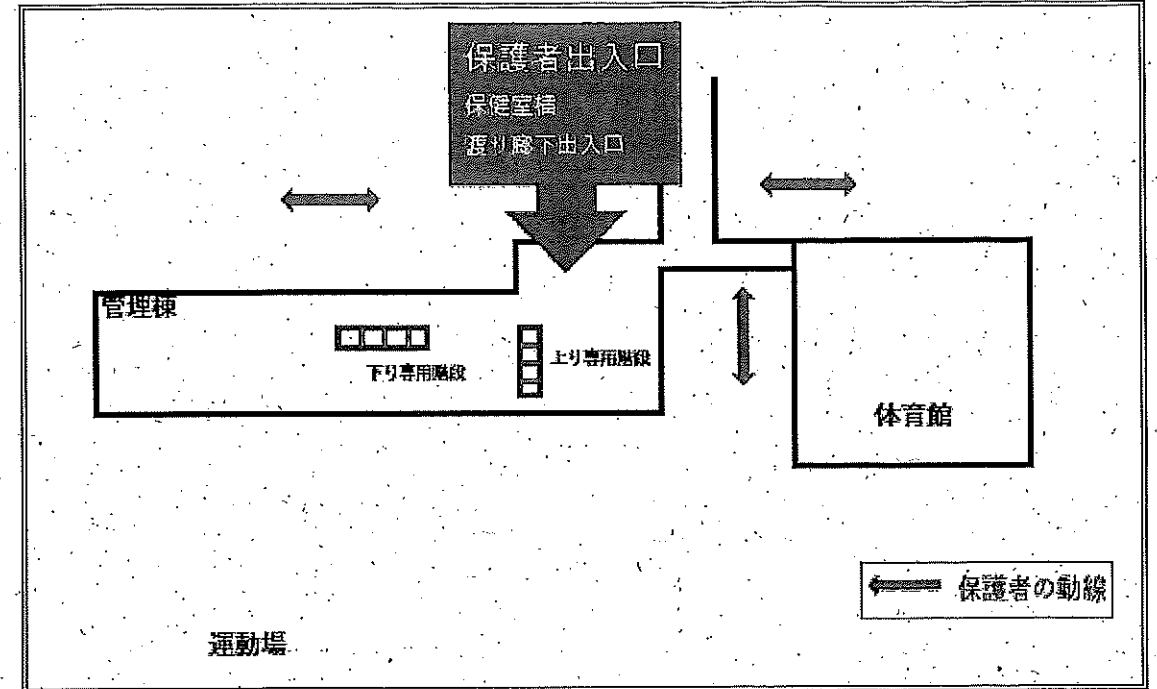 保護者出入口
保健室横
渡り廊下出入口
管理棟
下り専用階段
上り専用階段
体育館
保護者の動線
運動場